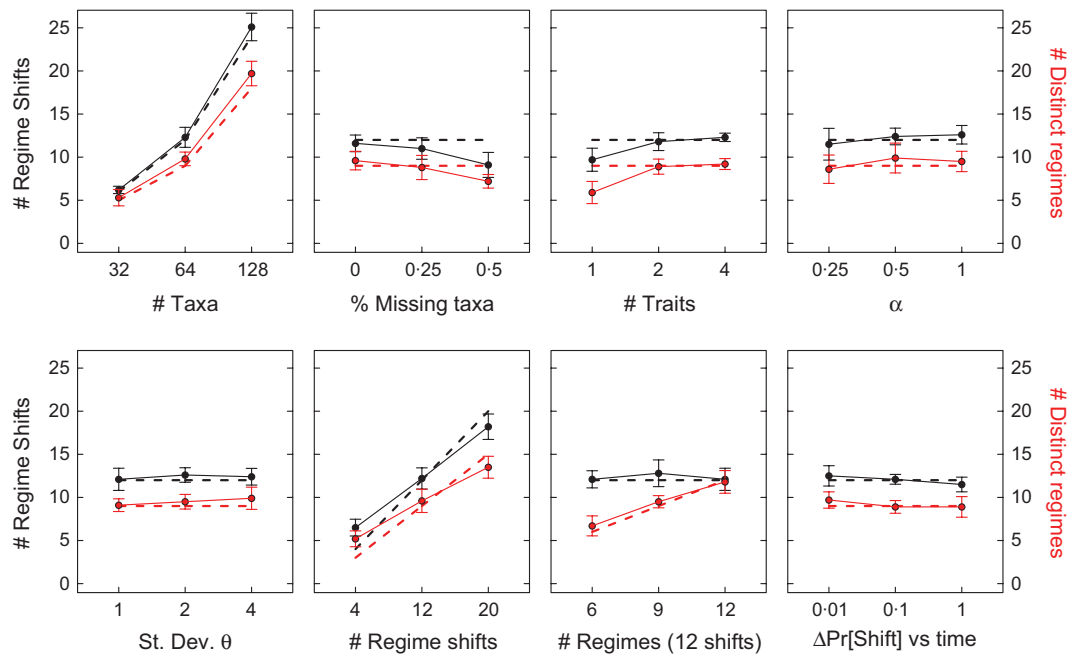 # Regime Shifts
25
20
15
10
5
0
32 64 128
# Taxa
0 0·25 0·5
% Missing taxa
1 2 4
# Traits
0·25 0·5 1
α
25
20
15
10
5
0
# Distinct regimes
# Regime Shifts
25
20
15
10
5
0
1 2 4
St. Dev. θ
4 12 20
# Regime shifts
6 9 12
# Regimes (12 shifts)
0·01 0·1 1
ΔPr[Shift] vs time
25
20
15
10
5
0
# Distinct regimes